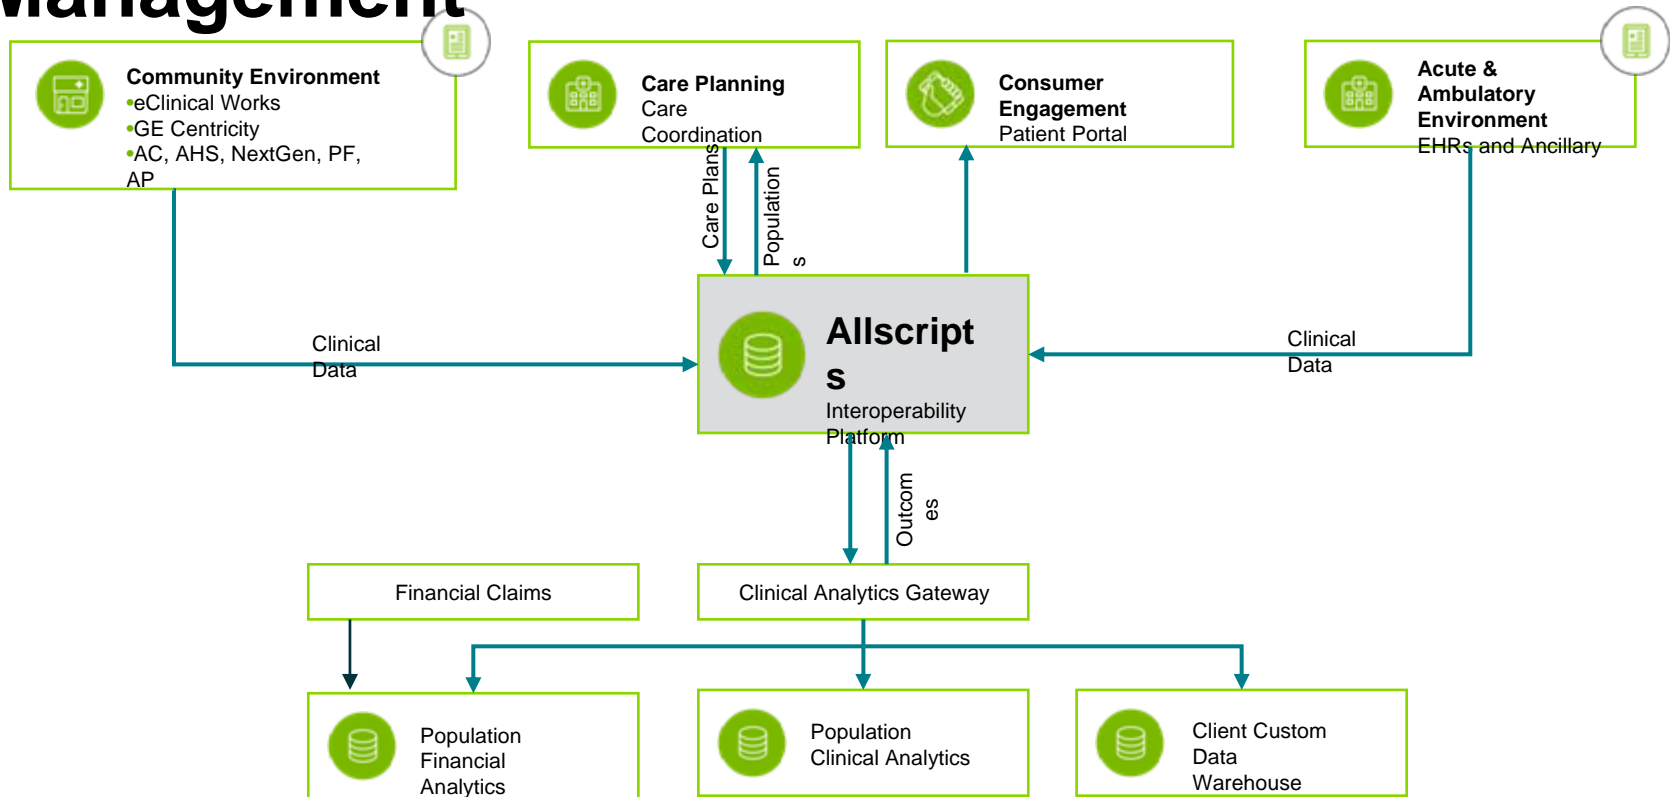 Management
Community Environment
•eClinical Works
•GE Centricity
•AC, AHS, NextGen, PF,
AP
Care Planning
Care
Coordination
Consumer
Engagement
Patient Portal
Acute &
Ambulatory
Environment
EHRs and Ancillary
Care Plans
Population
s
Clinical
Data
Allscript
s
Interoperability
Platform
Clinical
Data
Outcom
es
Financial Claims
Clinical Analytics Gateway
Population
Financial
Analytics
Population
Clinical Analytics
Client Custom
Data
Warehouse